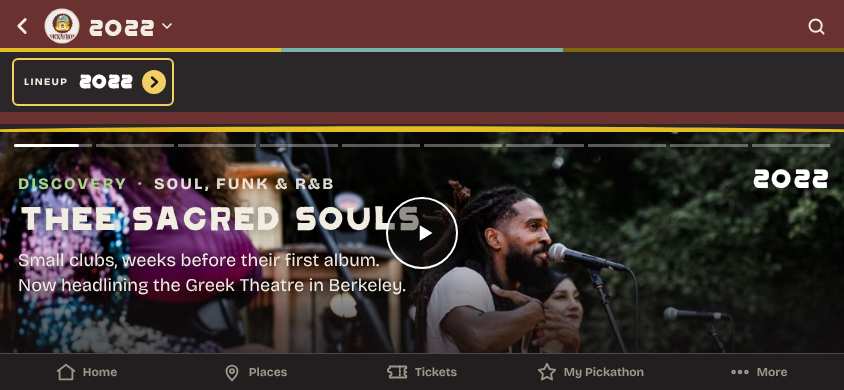 2022
LINEUP 2022
2022
DISCOVERY · SOUL, FUNK & R&B
THEE SACRED SOULS
Small clubs, weeks before their first album.
Now headlining the Greek Theatre in Berkeley.
Home Places Tickets My Pickathon More